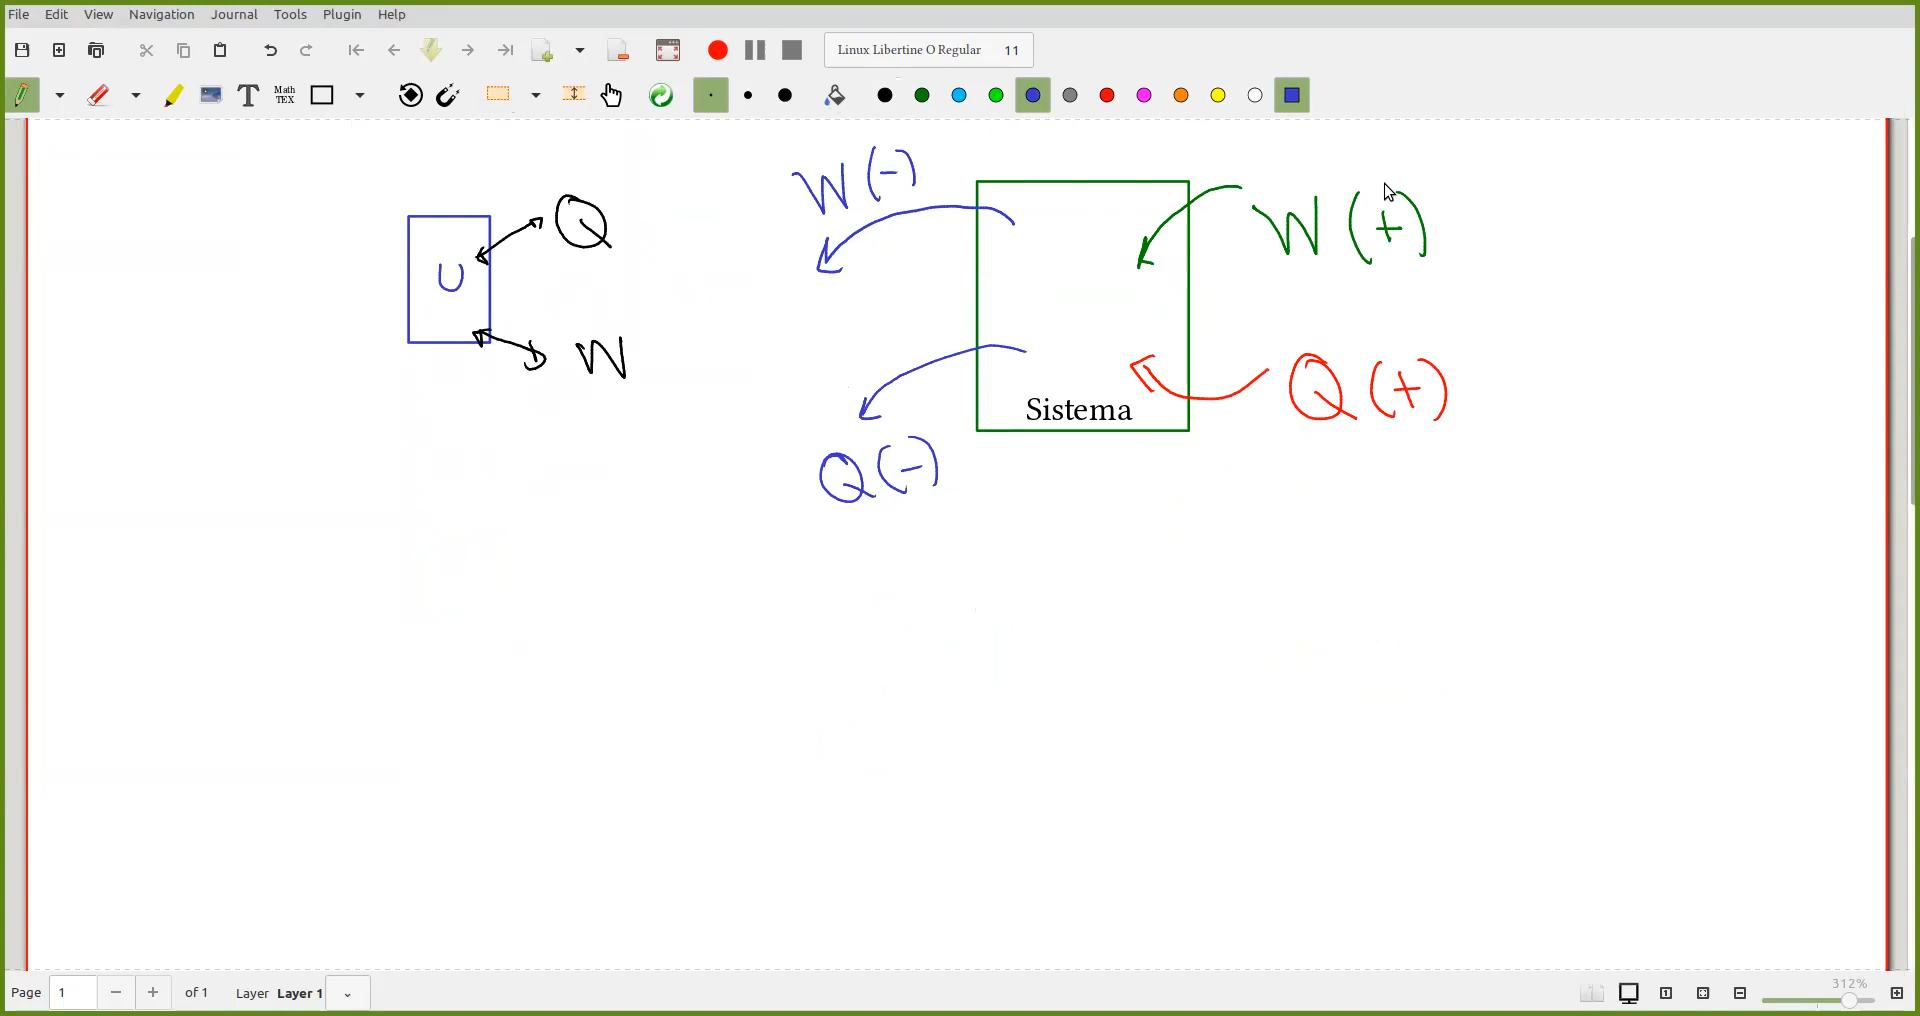 File Edit View Navigation Journal Tools Plugin Help
Linux Libertine O Regular 11
T Math TEX
W (-)
W (+)
Q
U
W
Q (+)
Sistema
Q (-)
Page 1 of 1 Layer Layer 1 312%